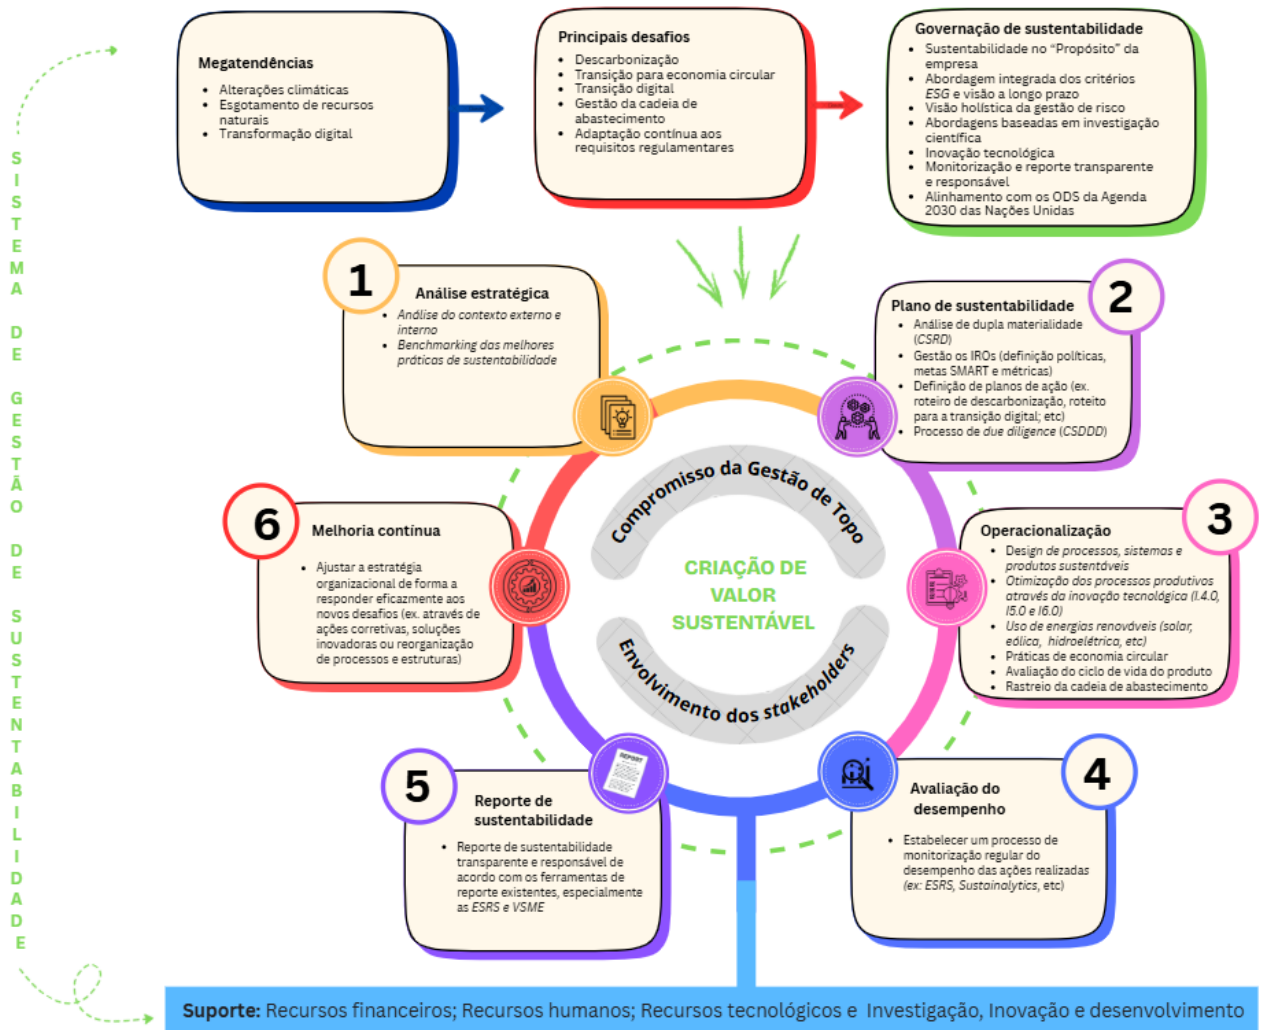 SISTEMA DE GESTÃO DE SUSTENTABILIDADE
Megatendências
• Alterações climáticas
• Esgotamento de recursos
naturais
• Transformação digital
Principais desafios
• Descarbonização
• Transição para economia circular
• Transição digital
• Gestão da cadeia de
abastecimento
• Adaptação contínua aos
requisitos regulamentares
Governação de sustentabilidade
• Sustentabilidade no “Propósito” da
empresa
• Abordagem integrada dos critérios
ESG e visão a longo prazo
• Visão holística da gestão de risco
• Abordagens baseadas em investigação
científica
• Inovação tecnológica
• Monitorização e reporte transparente
e responsável
• Alinhamento com os ODS da Agenda
2030 das Nações Unidas
1
Análise estratégica
• Análise do contexto externo e
interno
• Benchmarking das melhores
práticas de sustentabilidade
2
Plano de sustentabilidade
• Análise de dupla materialidade
(CSRD)
• Gestão os IROs (definição políticas,
metas SMART e métricas)
• Definição de planos de ação (ex.
roteiro de descarbonização, roteito
para a transição digital; etc)
• Processo de due diligence (CSDDD)
3
Operacionalização
• Design de processos, sistemas e
produtos sustentáveis
• Otimização dos processos produtivos
através da inovação tecnológica (I.4.0,
I5.0 e I6.0)
• Uso de energias renováveis (solar,
eólica, hidroelétrica, etc)
• Práticas de economia circular
• Avaliação do ciclo de vida do produto
• Rastreio da cadeia de abastecimento
4
Avaliação do
desempenho
• Estabelecer um processo de
monitorização regular do
desempenho das ações realizadas
(ex: ESRS, Sustainalytics, etc)
5
Reporte de
sustentabilidade
• Reporte de sustentabilidade
transparente e responsável de
acordo com os ferramentas de
reporte existentes, especialmente
as ESRS e VSME
REPORT
6
Melhoria contínua
• Ajustar a estratégia
organizacional de forma a
responder eficazmente aos
novos desafios (ex. através de
ações corretivas, soluções
inovadoras ou reorganização
de processos e estruturas)
Compromisso da Gestão de Topo
CRIAÇÃO DE
VALOR
SUSTENTÁVEL
Envolvimento dos stakeholders
Suporte: Recursos financeiros; Recursos humanos; Recursos tecnológicos e Investigação, Inovação e desenvolvimento